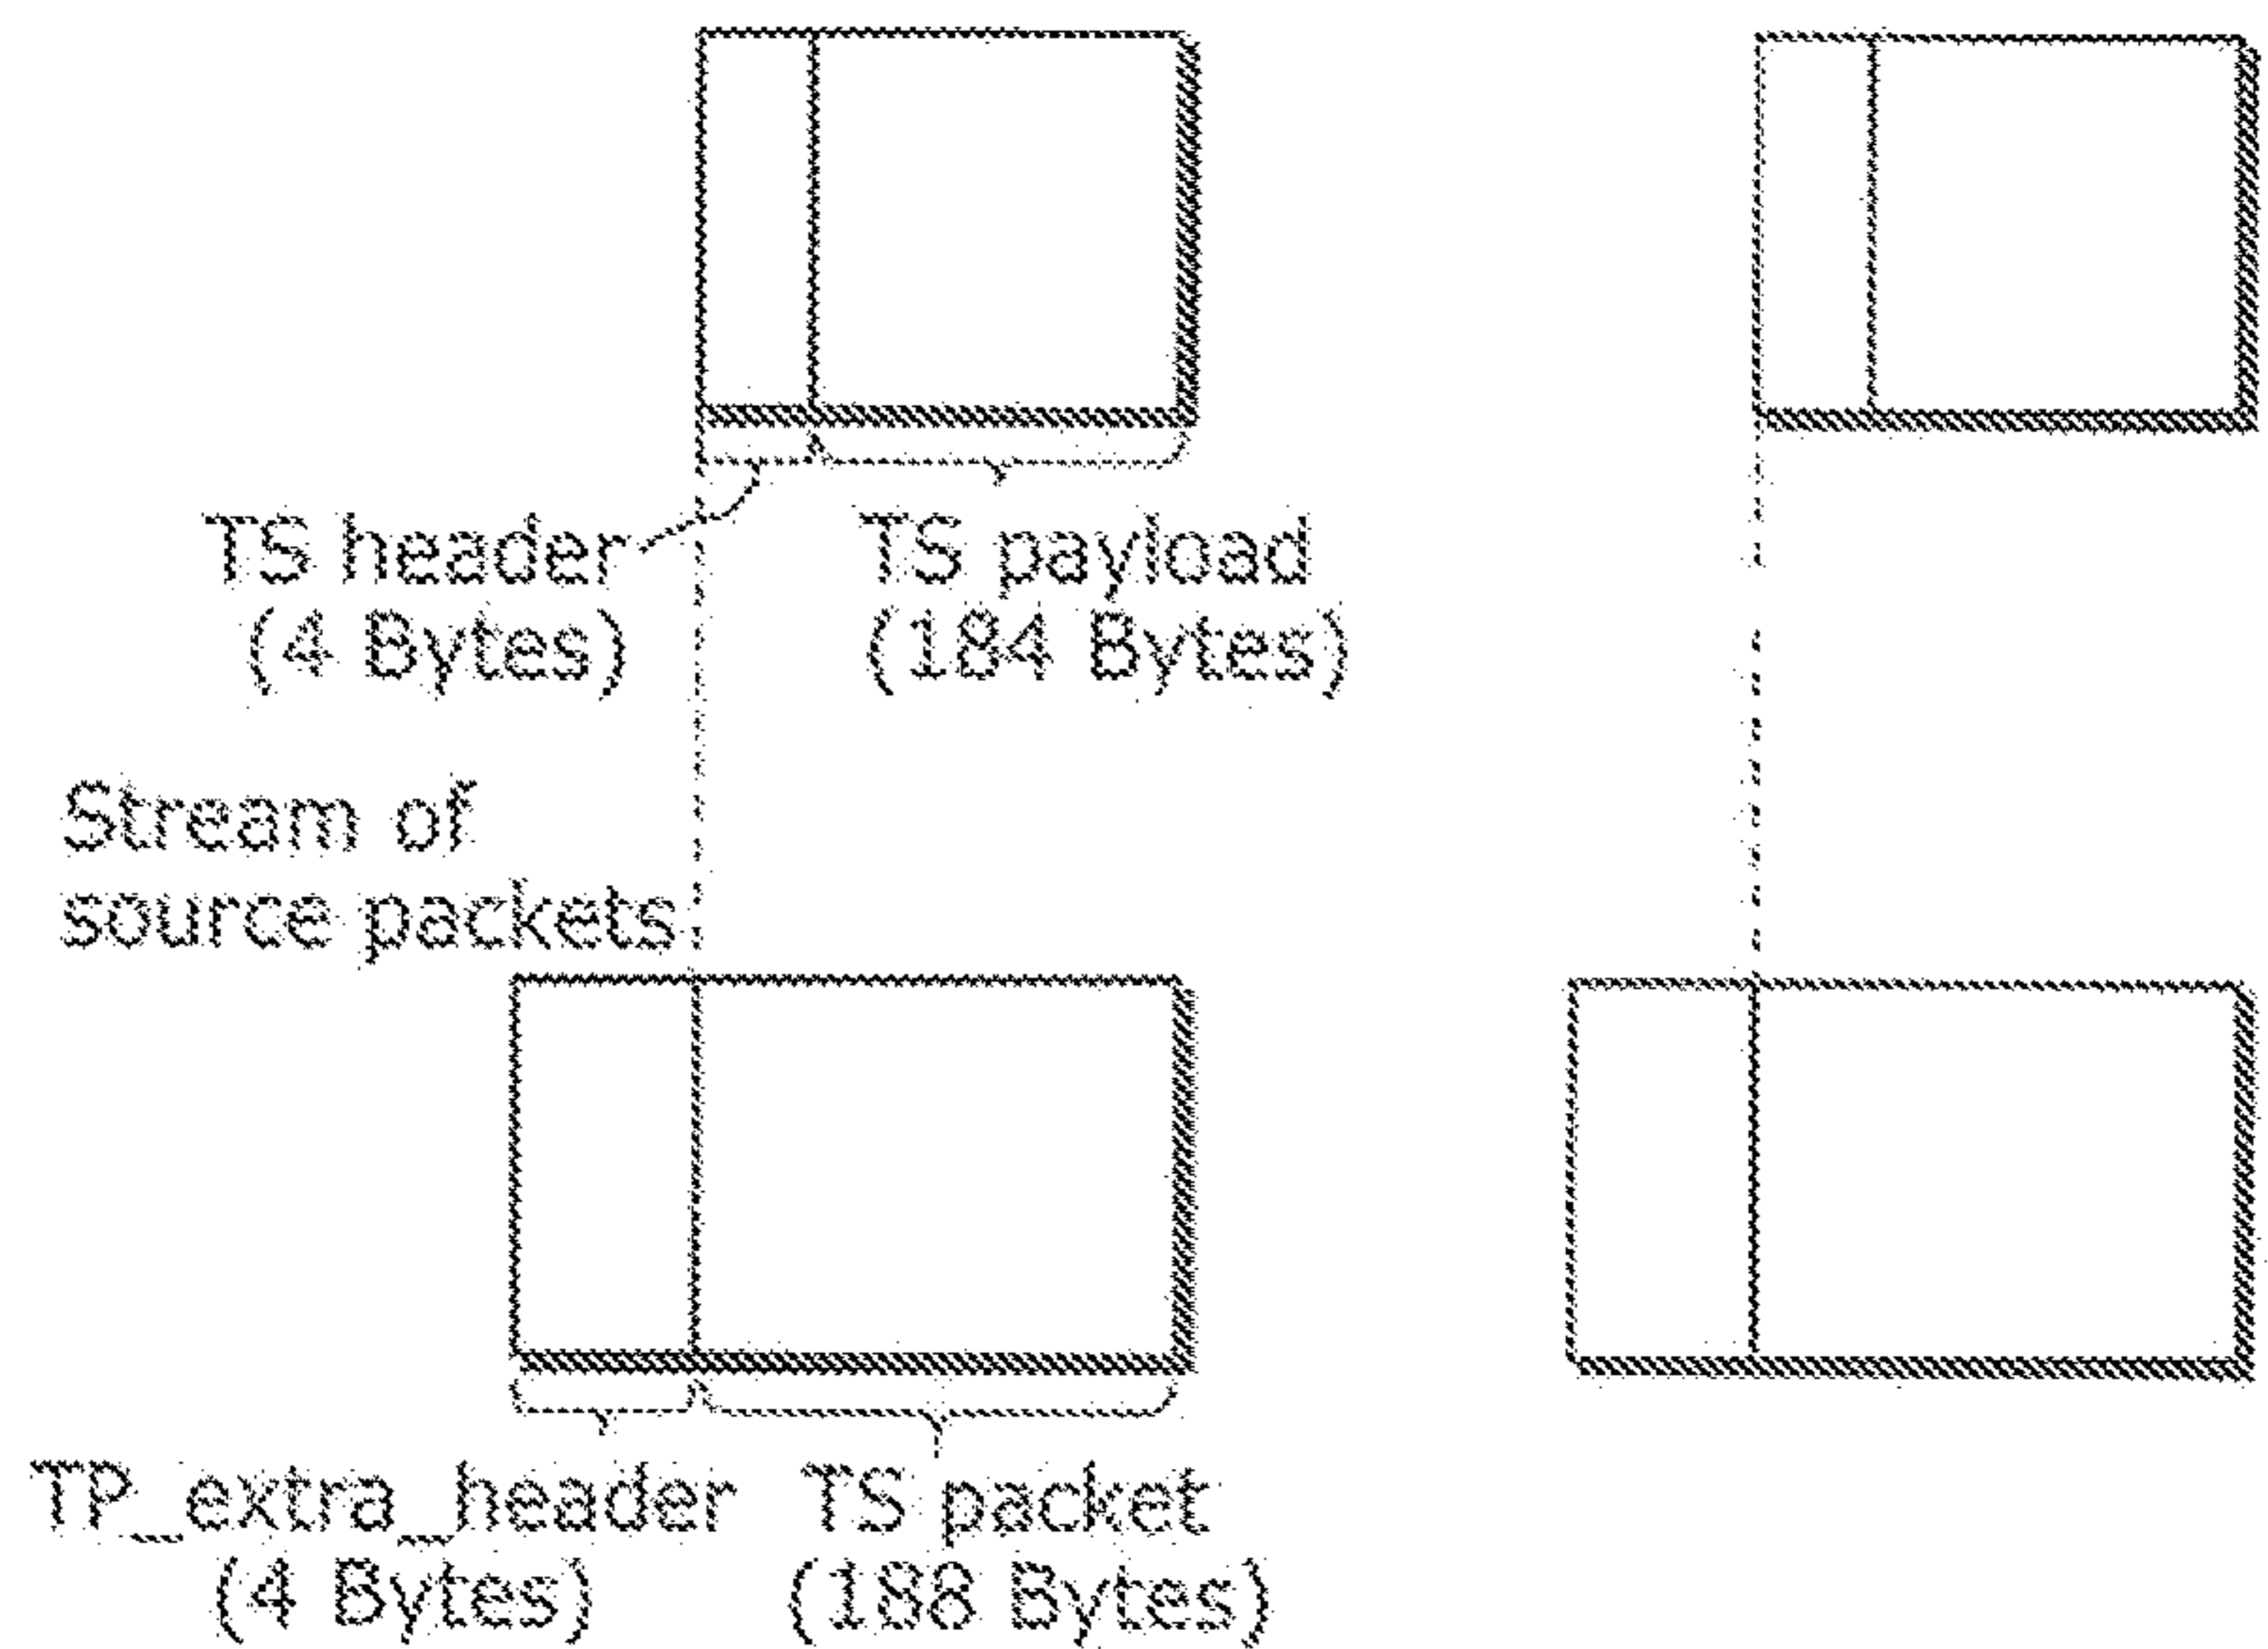 TS header
(4 Bytes)
TS payload
(184 Bytes)
Stream of
source packets
TP_extra_header
(4 Bytes)
TS packet
(188 Bytes)